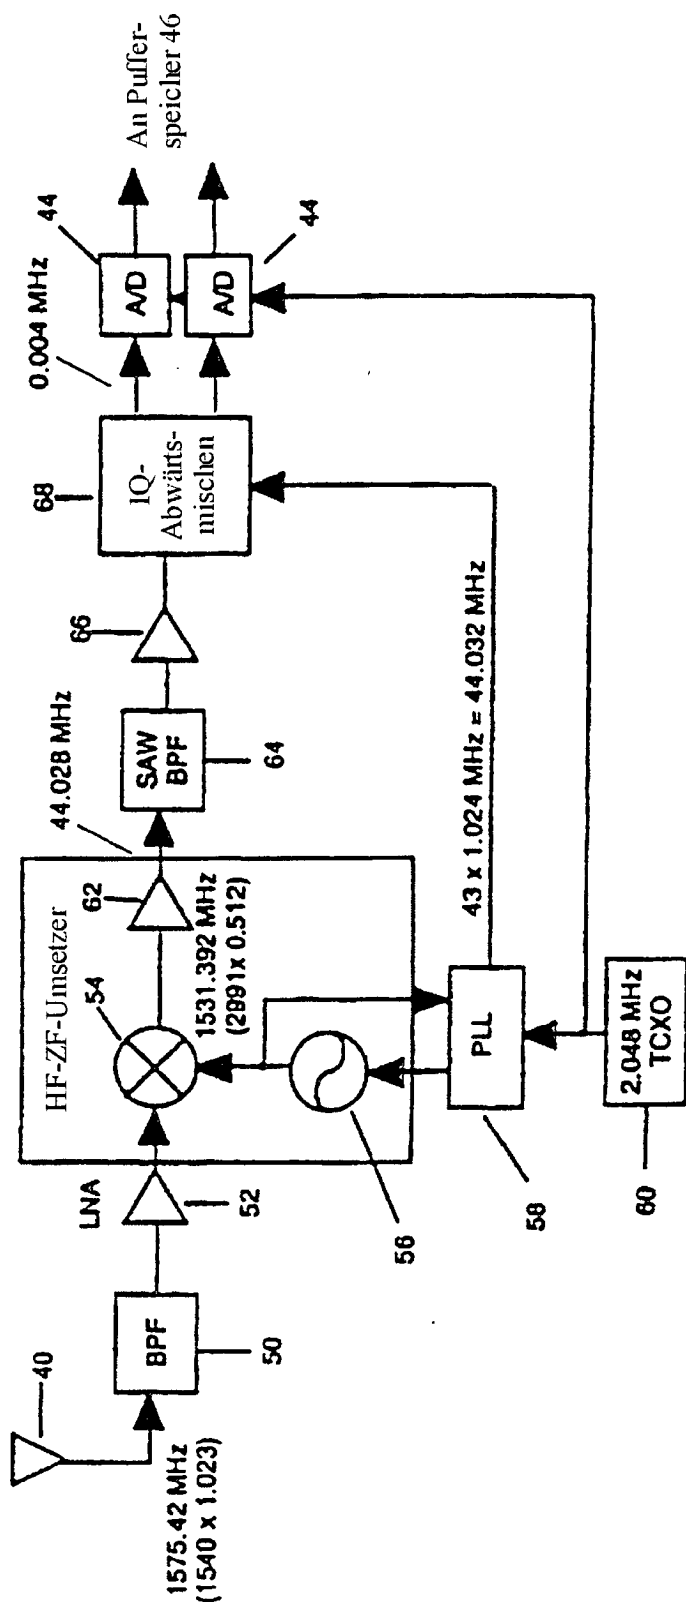 40
1575.42 MHz
(1540 x 1.023)
BPF
50
LNA
52
HF-ZF-Umsetzer
54
62
1531.392 MHz
(2991 x 0.512)
56
PLL
58
2.048 MHz
TCXO
60
43 x 1.024 MHz = 44.032 MHz
44.028 MHz
SAW
BPF
64
66
68
IQ-
Abwärts-
mischen
0.004 MHz
44
A/D
A/D
44
An Puffer-
speicher 46